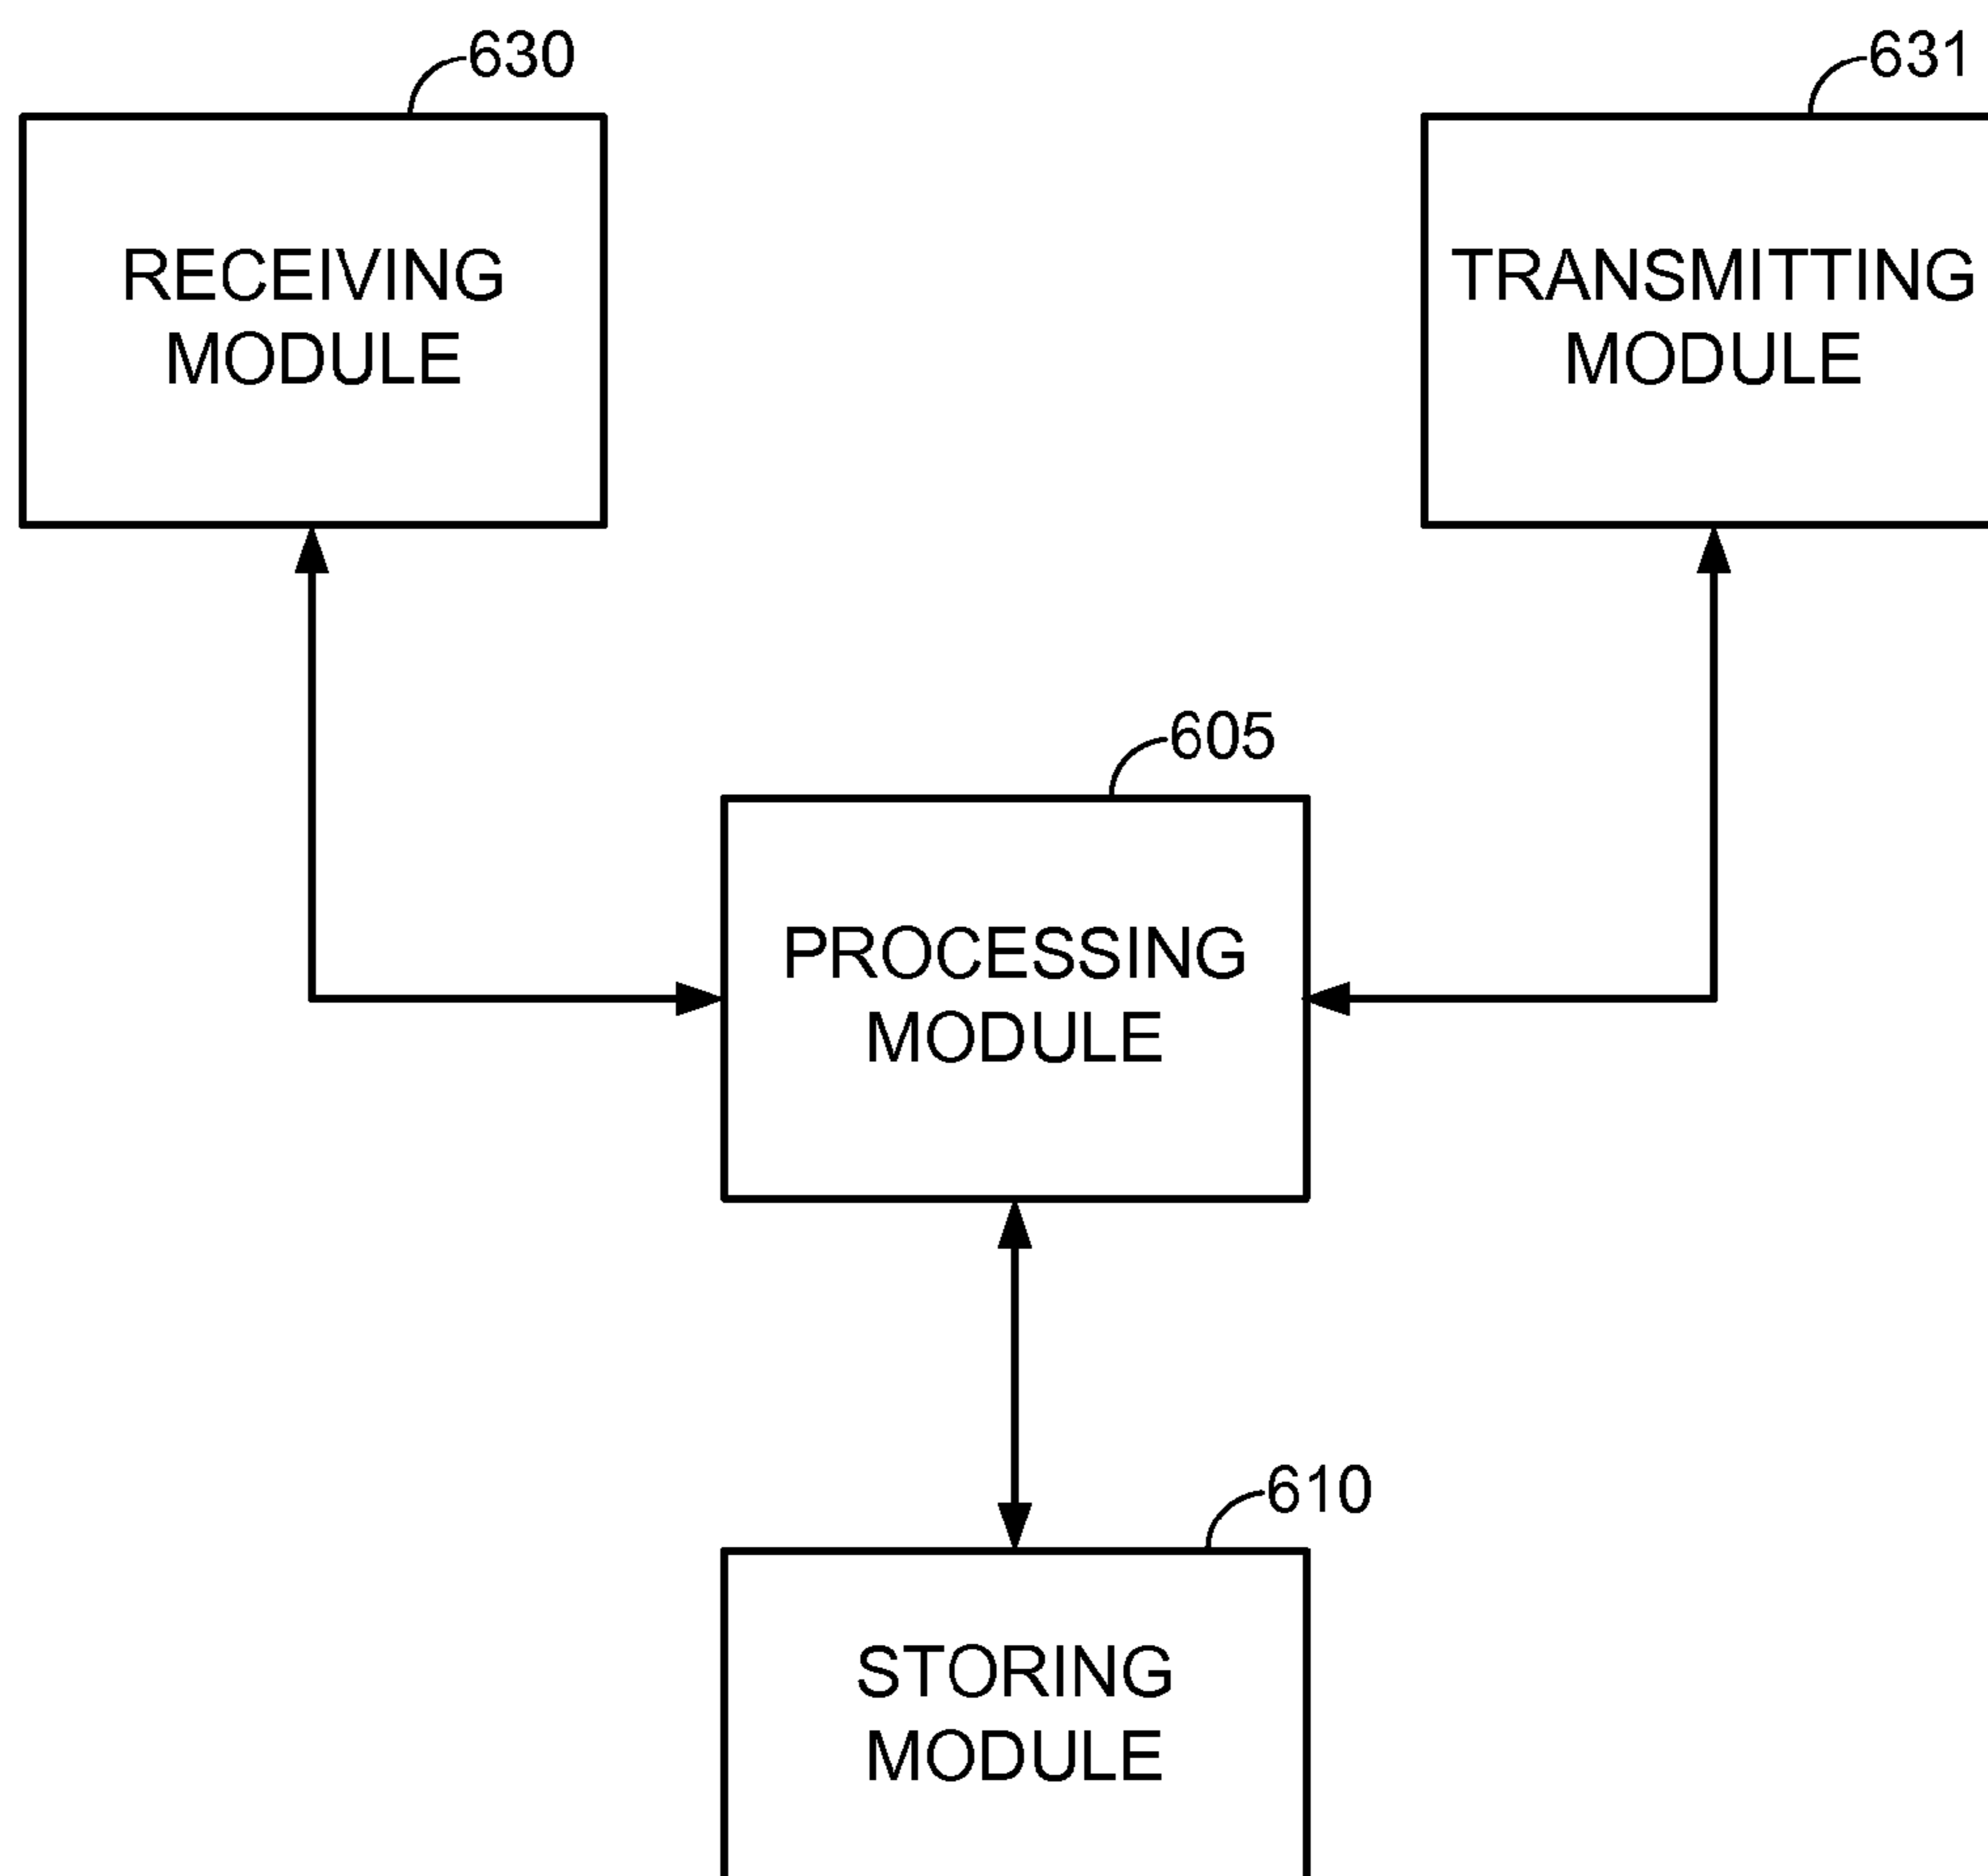 630
631
RECEIVING
MODULE
TRANSMITTING
MODULE
605
PROCESSING
MODULE
610
STORING
MODULE